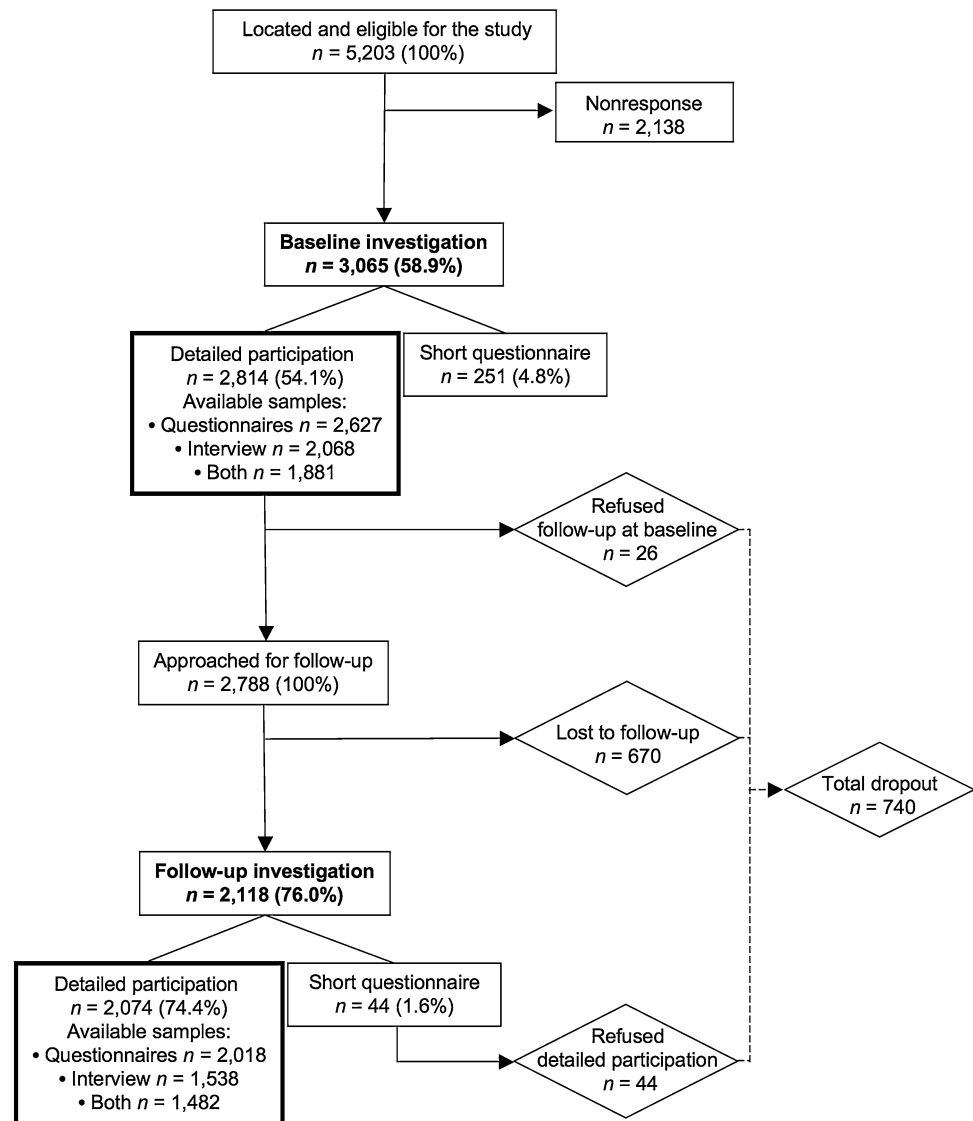 Located and eligible for the study
n = 5,203 (100%)
Nonresponse
n = 2,138
Baseline investigation
n = 3,065 (58.9%)
Detailed participation
n = 2,814 (54.1%)
Available samples:
• Questionnaires n = 2,627
• Interview n = 2,068
• Both n = 1,881
Short questionnaire
n = 251 (4.8%)
Refused
follow-up at baseline
n = 26
Approached for follow-up
n = 2,788 (100%)
Lost to follow-up
n = 670
Total dropout
n = 740
Follow-up investigation
n = 2,118 (76.0%)
Detailed participation
n = 2,074 (74.4%)
Available samples:
• Questionnaires n = 2,018
• Interview n = 1,538
• Both n = 1,482
Short questionnaire
n = 44 (1.6%)
Refused
detailed participation
n = 44